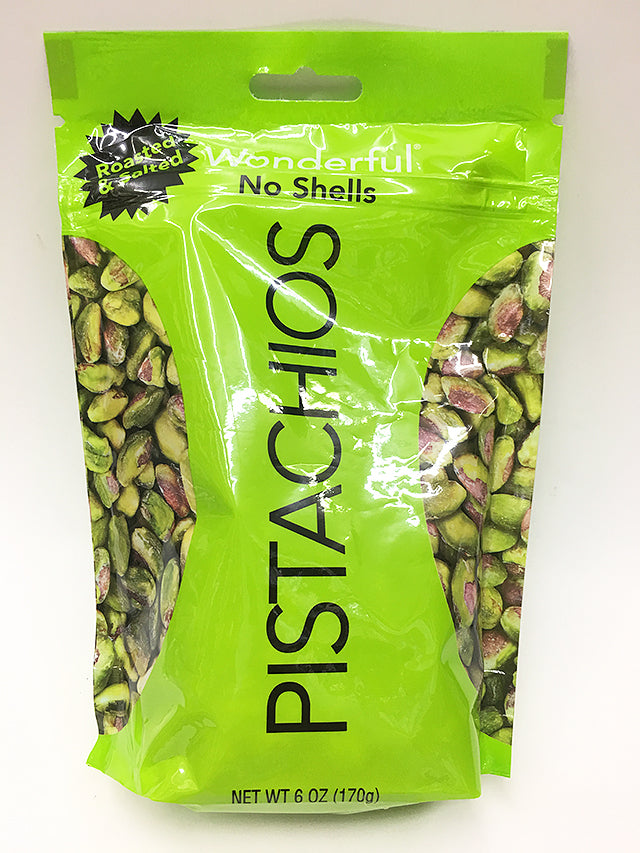 Roasted
& Salted
Wonderful®
No Shells
PISTACHIOS
NET WT 6 OZ (170g)